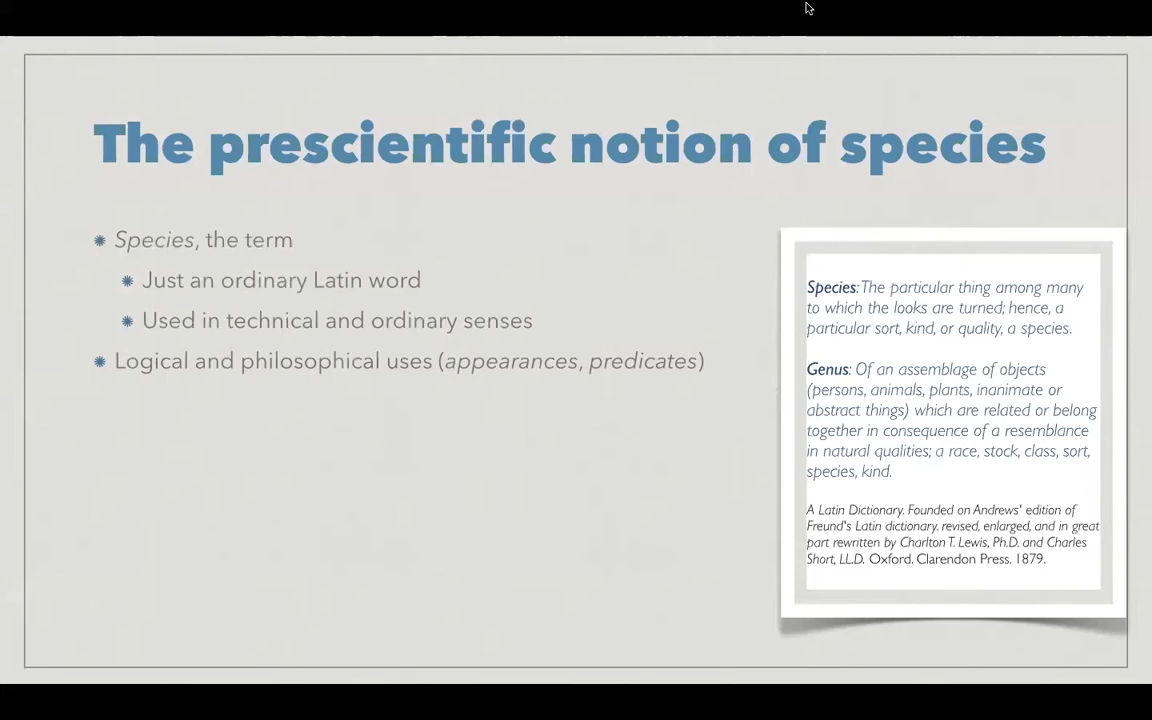 The prescientific notion of species
Species, the term
Just an ordinary Latin word
Used in technical and ordinary senses
Logical and philosophical uses (appearances, predicates)
Species: The particular thing among many
to which the looks are turned; hence, a
particular sort, kind, or quality, a species.
Genus: Of an assemblage of objects
(persons, animals, plants, inanimate or
abstract things) which are related or belong
together in consequence of a resemblance
in natural qualities; a race, stock, class, sort,
species, kind.
A Latin Dictionary. Founded on Andrews' edition of
Freund's Latin dictionary. revised, enlarged, and in great
part rewritten by Charlton T. Lewis, Ph.D. and Charles
Short, LL.D. Oxford. Clarendon Press. 1879.